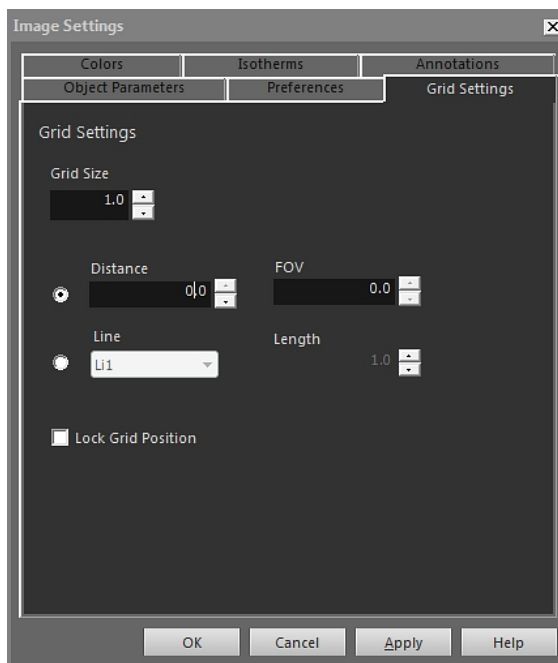 Image Settings
Colors Isotherms Annotations
Object Parameters Preferences Grid Settings
Grid Settings
Grid Size
1.0
Distance FOV
0.0 0.0
Line Length
Li1 1.0
Lock Grid Position
OK Cancel Apply Help